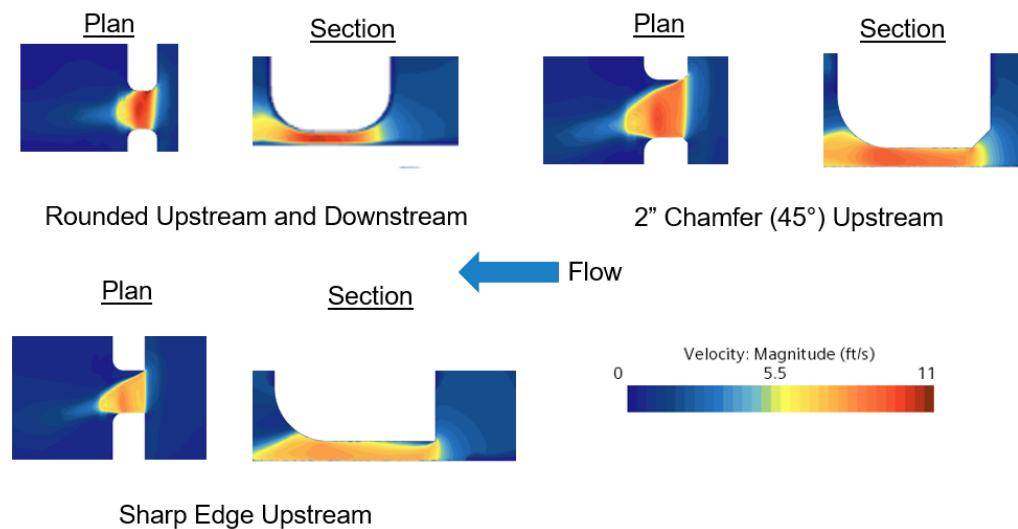 Plan
Section
Plan
Section
Rounded Upstream and Downstream
2” Chamfer (45°) Upstream
Flow
Plan
Section
Velocity: Magnitude (ft/s)
0 5.5 11
Sharp Edge Upstream